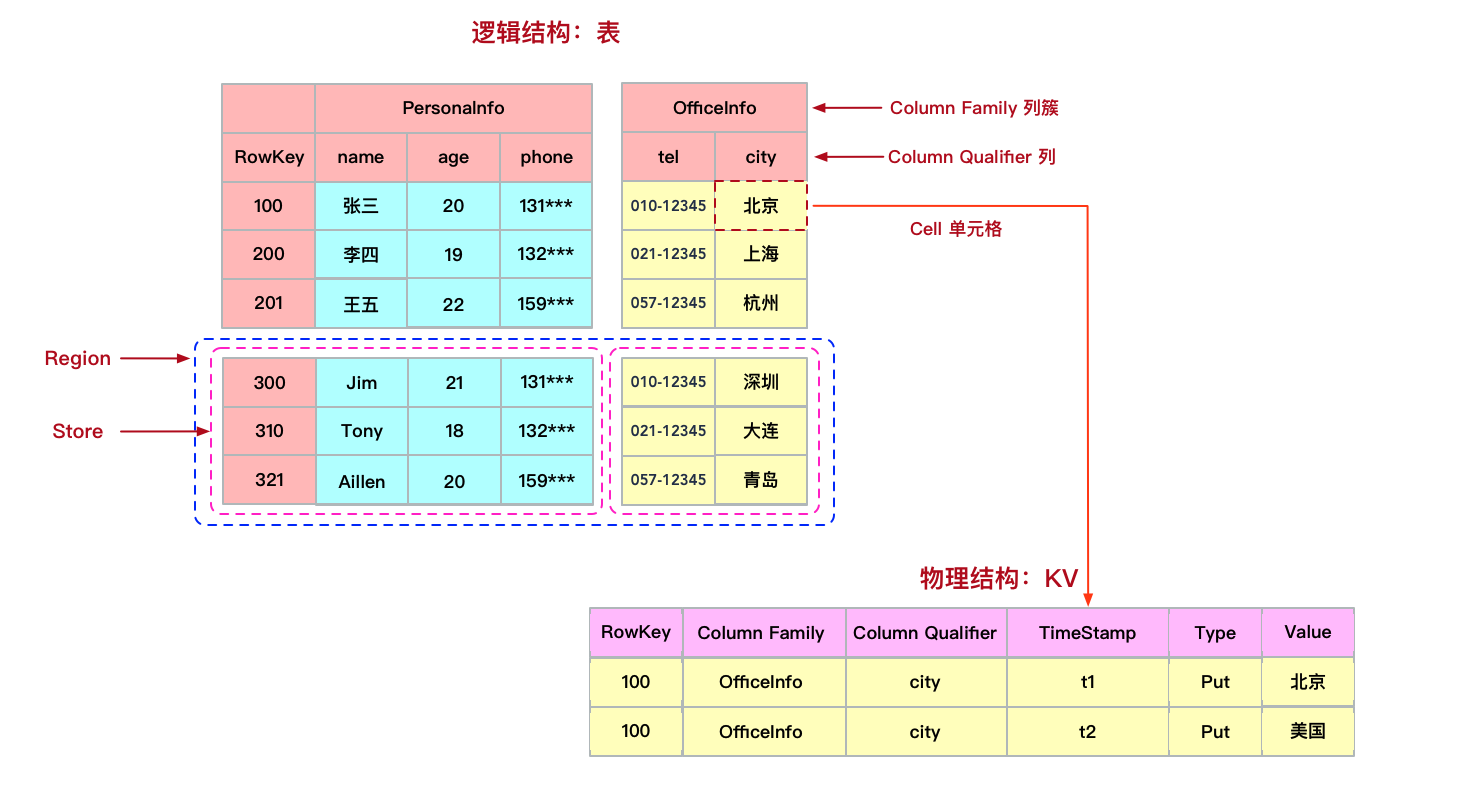 逻辑结构：表
PersonalInfo
OfficeInfo
Column Family 列簇
RowKey name age phone tel city
Column Qualifier 列
100 张三 20 131*** 010-12345 北京
Cell 单元格
200 李四 19 132*** 021-12345 上海
201 王五 22 159*** 057-12345 杭州
Region
300 Jim 21 131*** 010-12345 深圳
Store
310 Tony 18 132*** 021-12345 大连
321 Aillen 20 159*** 057-12345 青岛
物理结构：KV
RowKey Column Family Column Qualifier TimeStamp Type Value
100 OfficeInfo city t1 Put 北京
100 OfficeInfo city t2 Put 美国